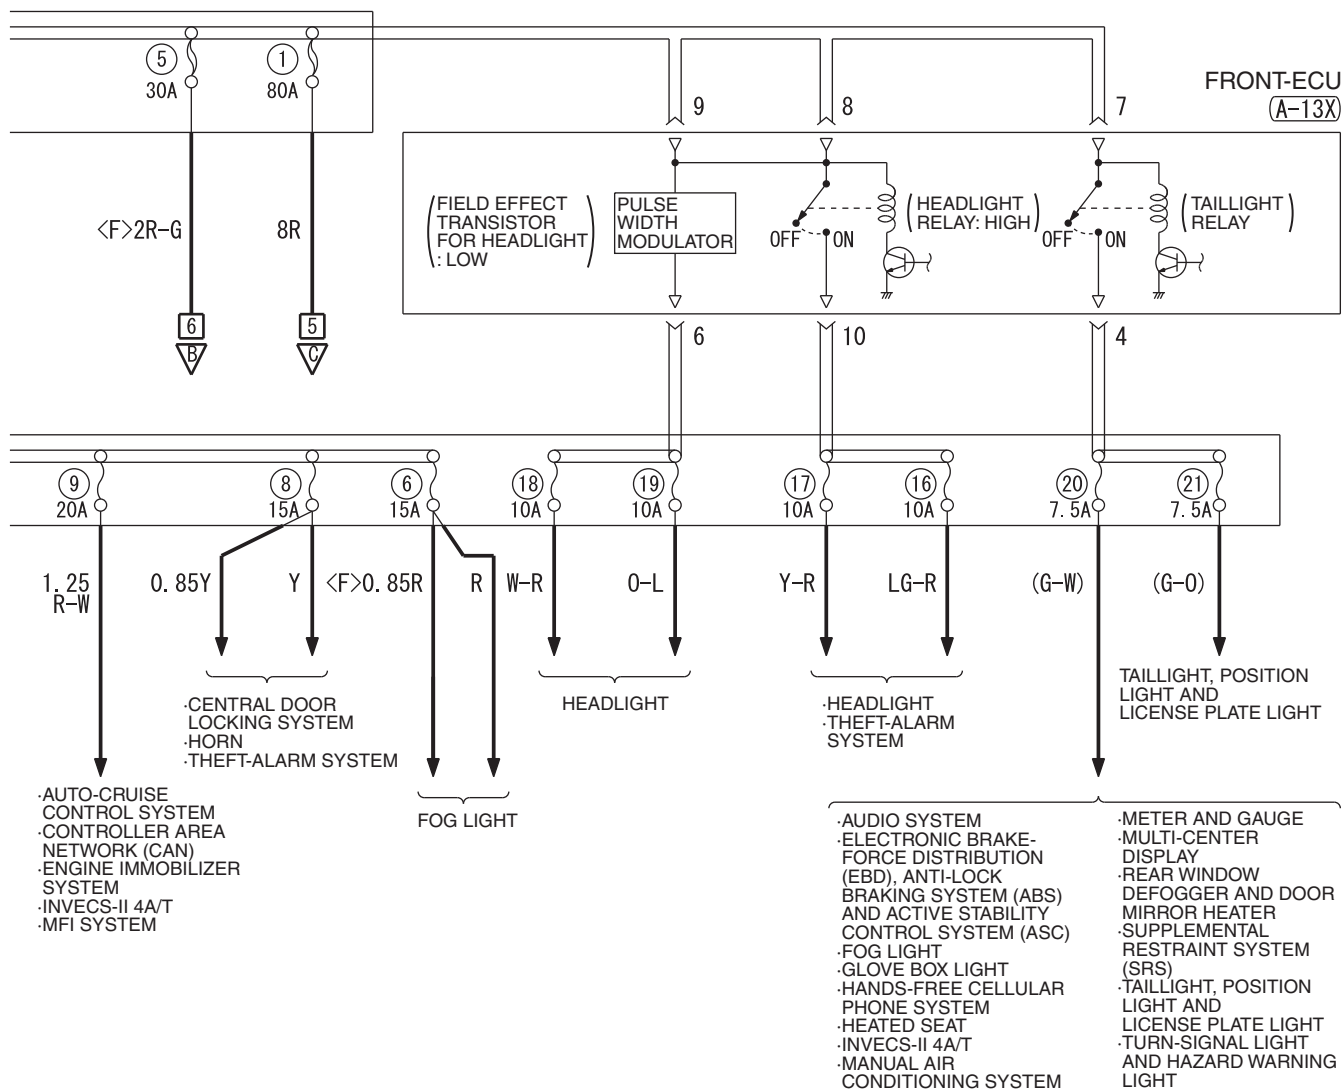 5
30A
1
80A
9
8
7
FRONT-ECU
A-13X
(FIELD EFFECT
TRANSISTOR
FOR HEADLIGHT
: LOW)
PULSE
WIDTH
MODULATOR
OFF
ON
(HEADLIGHT
RELAY: HIGH)
OFF
ON
(TAILLIGHT
RELAY)
<F>2R-G
8R
6
B
5
C
6
10
4
9
20A
8
15A
6
15A
18
10A
19
10A
17
10A
16
10A
20
7.5A
21
7.5A
1.25
R-W
0.85Y
Y
<F>0.85R
R
W-R
O-L
Y-R
LG-R
(G-W)
(G-O)
·CENTRAL DOOR
LOCKING SYSTEM
·HORN
·THEFT-ALARM SYSTEM
HEADLIGHT
·HEADLIGHT
·THEFT-ALARM
SYSTEM
TAILLIGHT, POSITION
LIGHT AND
LICENSE PLATE LIGHT
·AUTO-CRUISE
CONTROL SYSTEM
·CONTROLLER AREA
NETWORK (CAN)
·ENGINE IMMOBILIZER
SYSTEM
·INVECS-II 4A/T
·MFI SYSTEM
FOG LIGHT
·AUDIO SYSTEM
·ELECTRONIC BRAKE-
FORCE DISTRIBUTION
(EBD), ANTI-LOCK
BRAKING SYSTEM (ABS)
AND ACTIVE STABILITY
CONTROL SYSTEM (ASC)
·FOG LIGHT
·GLOVE BOX LIGHT
·HANDS-FREE CELLULAR
PHONE SYSTEM
·HEATED SEAT
·INVECS-II 4A/T
·MANUAL AIR
CONDITIONING SYSTEM
·METER AND GAUGE
·MULTI-CENTER
DISPLAY
·REAR WINDOW
DEFOGGER AND DOOR
MIRROR HEATER
·SUPPLEMENTAL
RESTRAINT SYSTEM
(SRS)
·TAILLIGHT, POSITION
LIGHT AND
LICENSE PLATE LIGHT
·TURN-SIGNAL LIGHT
AND HAZARD WARNING
LIGHT